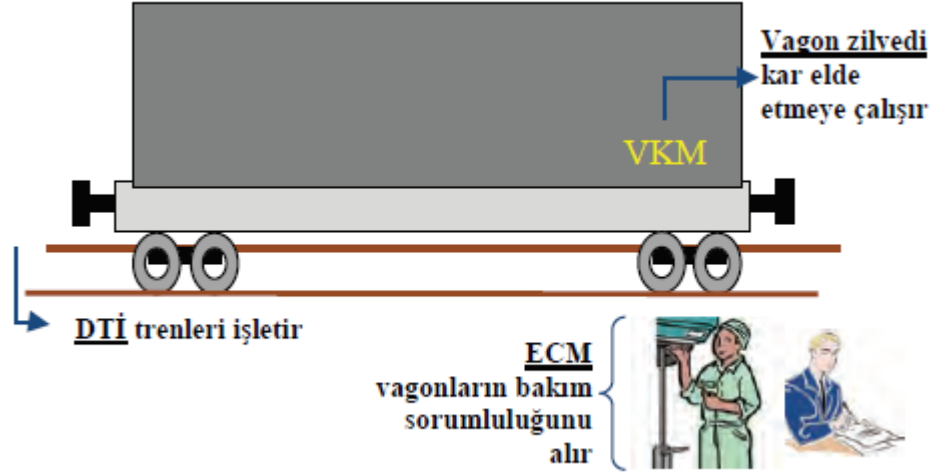 Vagon zilvedi
kar elde
etmeye çalışır
VKM
DTİ trenleri işletir
ECM
vagonların bakım
sorumluluğunu
alır